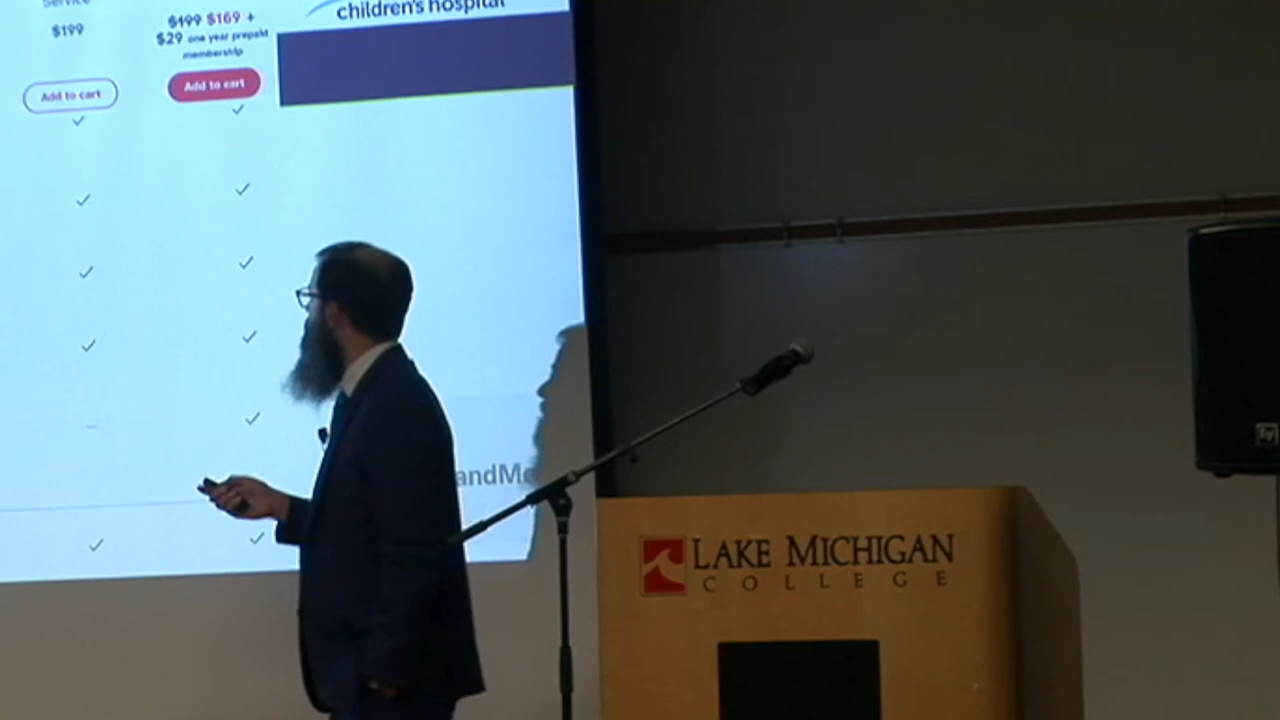 Service
$199
Add to cart
$199 $169 +
$29 one year prepaid
membership
Add to cart
children's hospital
andMe
LAKE MICHIGAN
COLLEGE
EV